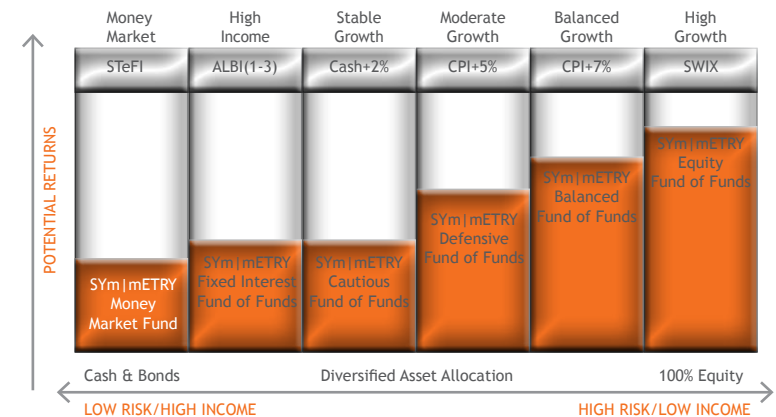 Money
Market
High
Income
Stable
Growth
Moderate
Growth
Balanced
Growth
High
Growth
STeFI
ALBI(1-3)
Cash+2%
CPI+5%
CPI+7%
SWIX
POTENTIAL RETURNS
SYm|mETRY
Money
Market Fund
SYm|mETRY
Fixed Interest
Fund of Funds
SYm|mETRY
Cautious
Fund of Funds
SYm|mETRY
Defensive
Fund of Funds
SYm|mETRY
Balanced
Fund of Funds
SYm|mETRY
Equity
Fund of Funds
Cash & Bonds
Diversified Asset Allocation
100% Equity
LOW RISK/HIGH INCOME
HIGH RISK/LOW INCOME